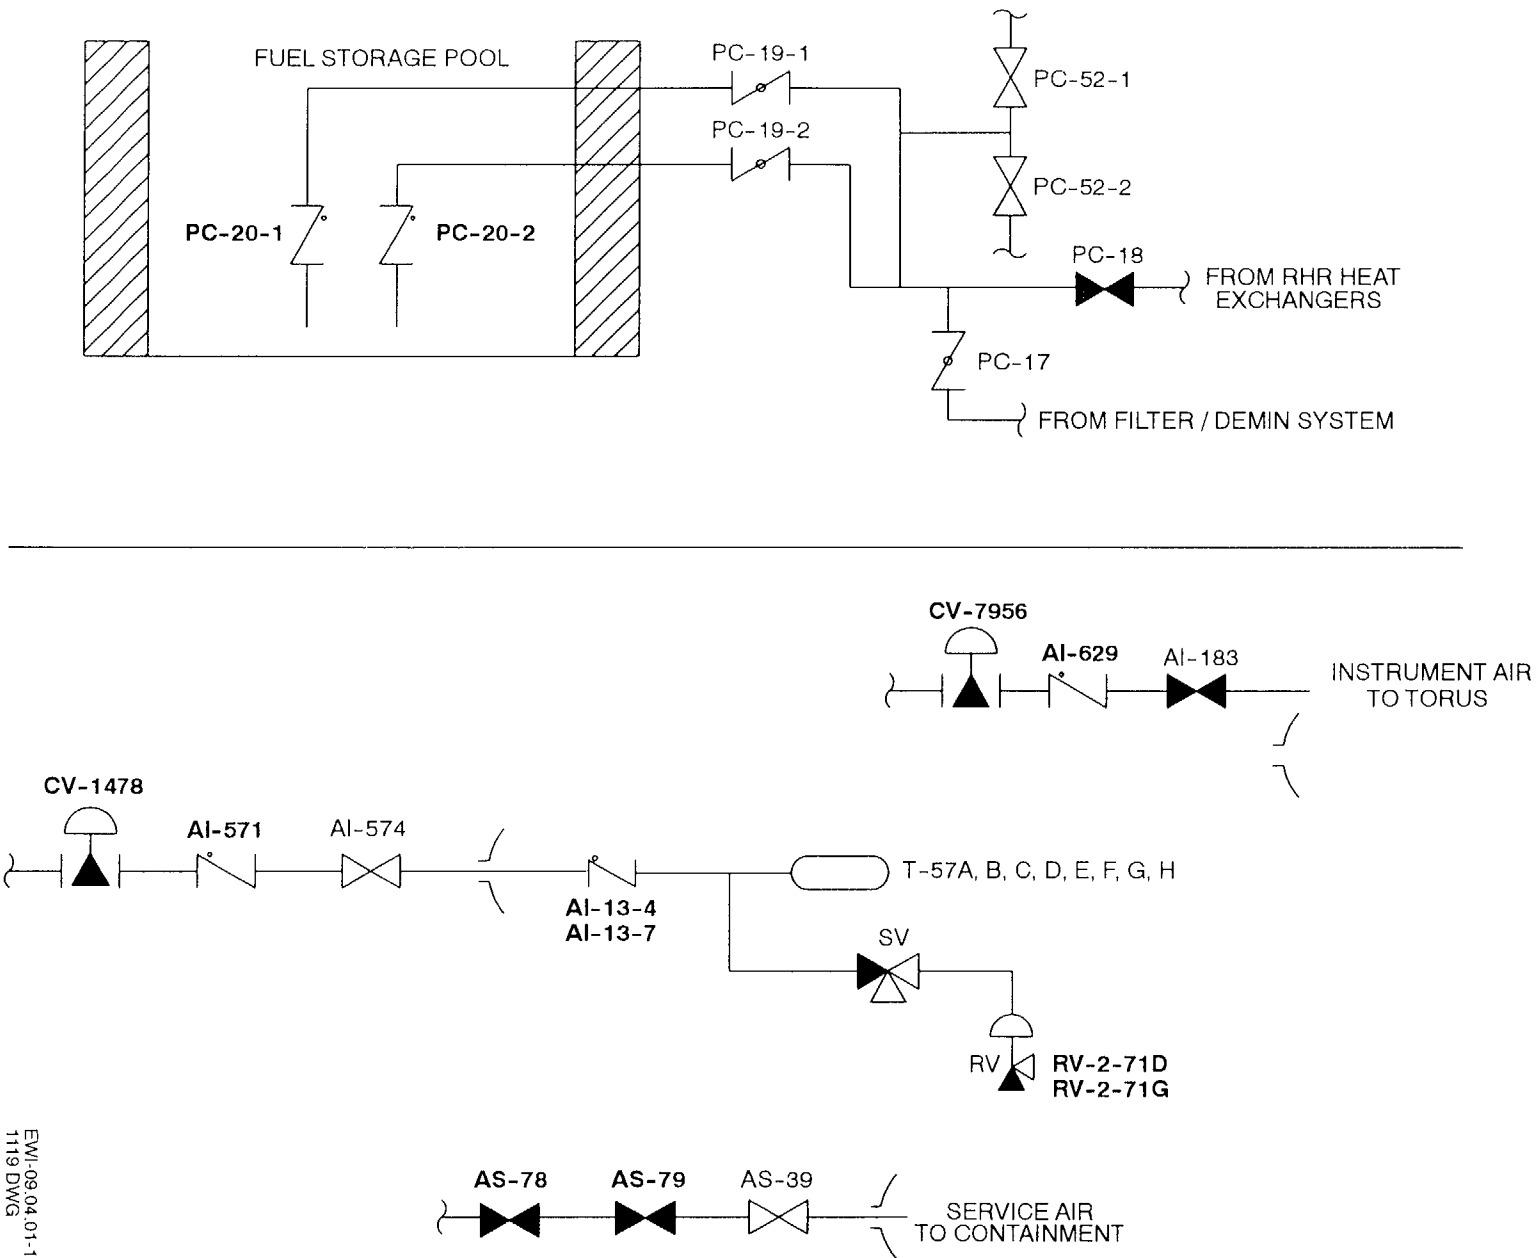 FUEL STORAGE POOL
PC-19-1
PC-52-1
PC-19-2
PC-52-2
PC-20-1
PC-20-2
PC-18
FROM RHR HEAT
EXCHANGERS
PC-17
FROM FILTER / DEMIN SYSTEM
CV-7956
AI-629
AI-183
INSTRUMENT AIR
TO TORUS
CV-1478
AI-571
AI-574
T-57A, B, C, D, E, F, G, H
AI-13-4
AI-13-7
SV
RV
RV-2-71D
RV-2-71G
AS-78
AS-79
AS-39
SERVICE AIR
TO CONTAINMENT
EWI-09.04.01-1
1119 DWG